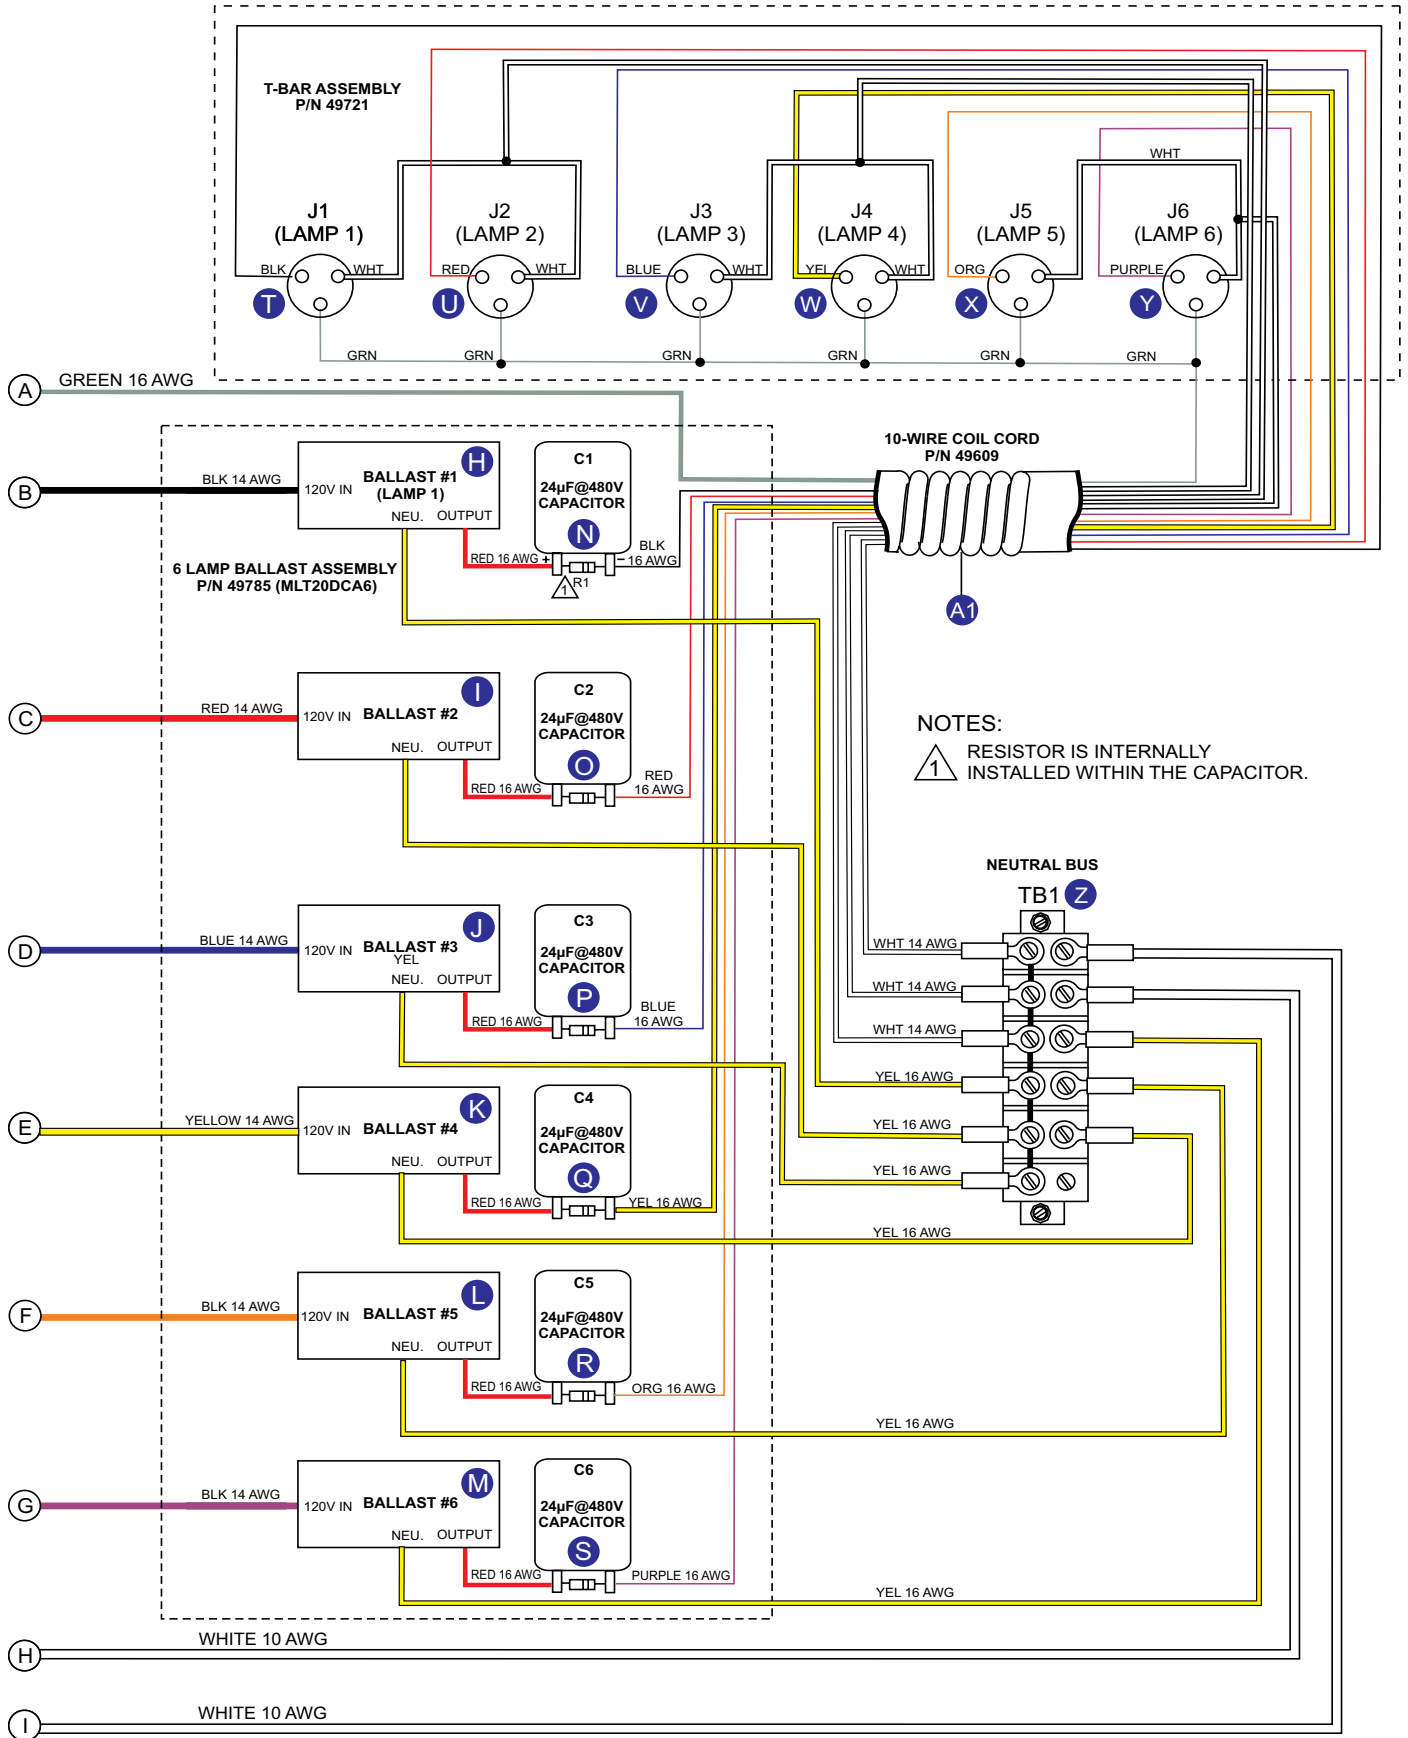 T-BAR ASSEMBLY
P/N 49721
WHT
J1
(LAMP 1)
J2
(LAMP 2)
J3
(LAMP 3)
J4
(LAMP 4)
J5
(LAMP 5)
J6
(LAMP 6)
BLK
WHT
RED
WHT
BLUE
WHT
YEL
WHT
ORG
PURPLE
T
U
V
W
X
Y
GRN
GRN
GRN
GRN
GRN
GRN
A
GREEN 16 AWG
10-WIRE COIL CORD
P/N 49609
A1
B
BLK 14 AWG
120V IN
BALLAST #1
(LAMP 1)
H
NEU.
OUTPUT
C1
24µF@480V
CAPACITOR
N
RED 16 AWG
+
–
BLK
16 AWG
1
R1
6 LAMP BALLAST ASSEMBLY
P/N 49785 (MLT20DCA6)
C
RED 14 AWG
120V IN
BALLAST #2
I
NEU.
OUTPUT
C2
24µF@480V
CAPACITOR
O
RED 16 AWG
RED
16 AWG
NOTES:
1
RESISTOR IS INTERNALLY
INSTALLED WITHIN THE CAPACITOR.
NEUTRAL BUS
TB1
Z
D
BLUE 14 AWG
120V IN
BALLAST #3
YEL
J
NEU.
OUTPUT
C3
24µF@480V
CAPACITOR
P
RED 16 AWG
BLUE
16 AWG
WHT 14 AWG
WHT 14 AWG
WHT 14 AWG
YEL 16 AWG
YEL 16 AWG
YEL 16 AWG
E
YELLOW 14 AWG
120V IN
BALLAST #4
K
NEU.
OUTPUT
C4
24µF@480V
CAPACITOR
Q
RED 16 AWG
YEL 16 AWG
YEL 16 AWG
F
BLK 14 AWG
120V IN
BALLAST #5
L
NEU.
OUTPUT
C5
24µF@480V
CAPACITOR
R
RED 16 AWG
ORG 16 AWG
YEL 16 AWG
G
BLK 14 AWG
120V IN
BALLAST #6
M
NEU.
OUTPUT
C6
24µF@480V
CAPACITOR
S
RED 16 AWG
PURPLE 16 AWG
YEL 16 AWG
H
WHITE 10 AWG
I
WHITE 10 AWG